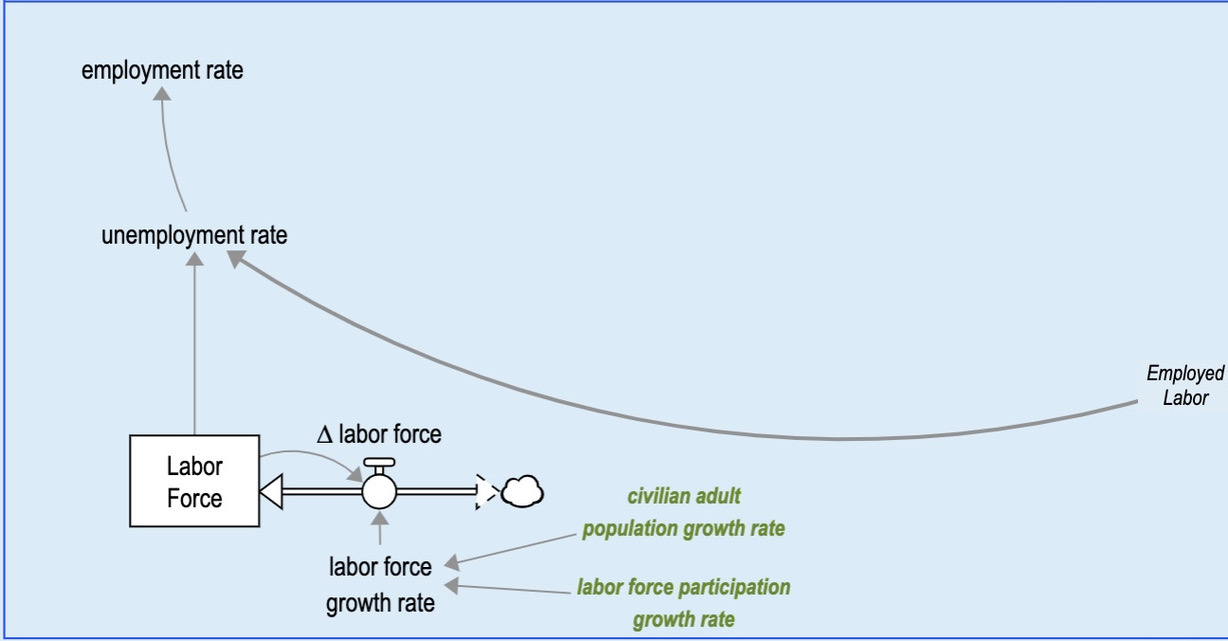 employment rate
unemployment rate
Employed
Labor
Δ labor force
Labor
Force
civilian adult
population growth rate
labor force
growth rate
labor force participation
growth rate